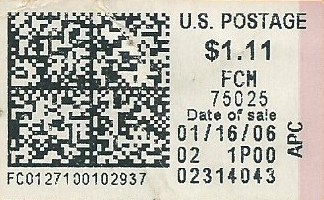 U.S. POSTAGE
$1.11
FCM
75025
Date of sale
01/16/06
02 1P00
02314043
APC
FC0127100102937